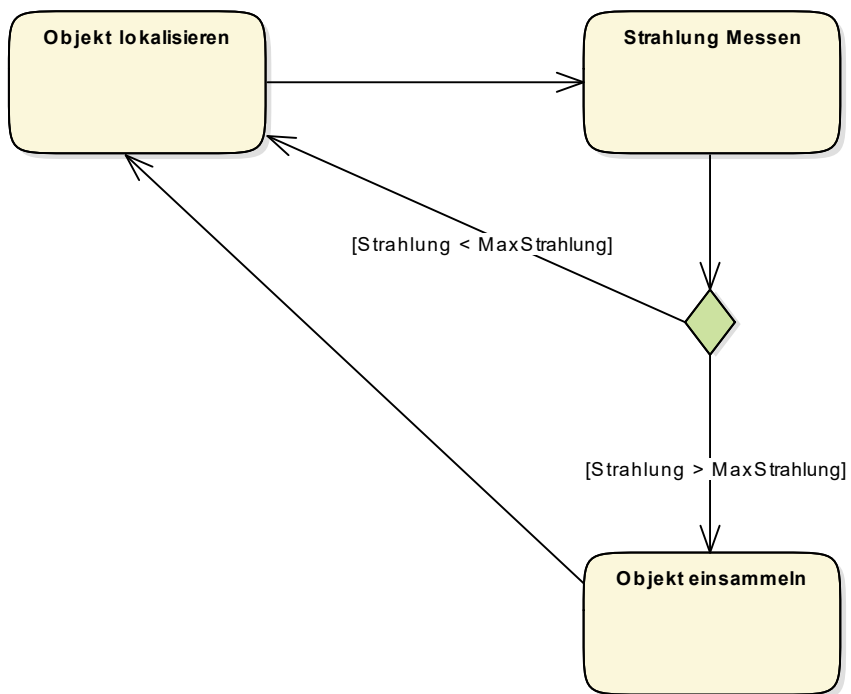 Objekt lokalisieren
Strahlung Messen
[Strahlung < MaxStrahlung]
[Strahlung > MaxStrahlung]
Objekt einsammeln